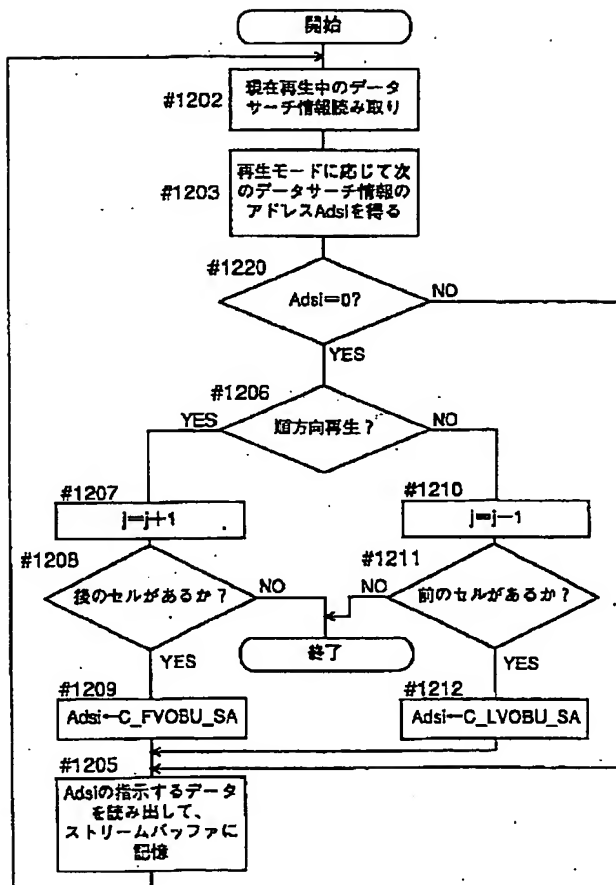 開始
#1202
現在再生中のデータ
サーチ情報読み取り
#1203
再生モードに応じて次
のデータサーチ情報の
アドレスAdsiを得る
#1220
Adsi=0?
NO
YES
#1206
YES
順方向再生?
NO
#1207
j=j+1
#1210
j=j-1
#1208
後のセルがあるか?
NO
#1211
NO
前のセルがあるか?
終了
YES
YES
#1209
Adsi←C_FVOBU_SA
#1212
Adsi←C_LVOBU_SA
#1205
Adsiの指示するデータ
を読み出して、
ストリームバッファに
記憶